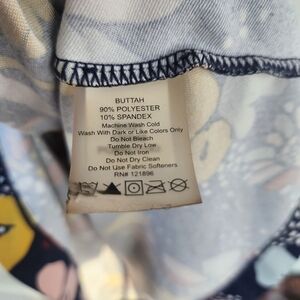 BUTTAH
90% POLYESTER
10% SPANDEX
Machine Wash Cold
Wash With Dark or Like Colors Only
Do Not Bleach
Tumble Dry Low
Do Not Iron
Do Not Dry Clean
Do Not Use Fabric Softeners
RN# 121896